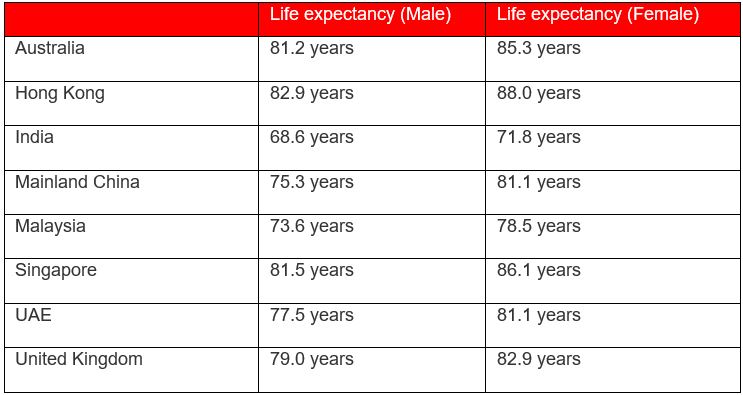 Life expectancy (Male) Life expectancy (Female)
Australia 81.2 years 85.3 years
Hong Kong 82.9 years 88.0 years
India 68.6 years 71.8 years
Mainland China 75.3 years 81.1 years
Malaysia 73.6 years 78.5 years
Singapore 81.5 years 86.1 years
UAE 77.5 years 81.1 years
United Kingdom 79.0 years 82.9 years